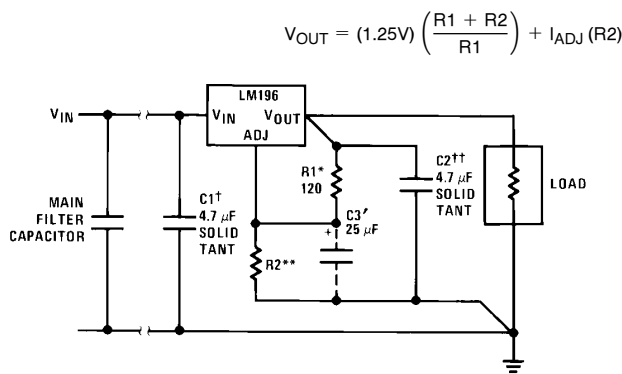 V_OUT = (1.25V) (R1 + R2 / R1) + I_ADJ (R2)
LM196
V_IN
V_IN
V_OUT
ADJ
MAIN
FILTER
CAPACITOR
C1†
4.7 μF
SOLID
TANT
R1*
120
C2††
4.7 μF
SOLID
TANT
LOAD
C3′
25 μF
+
R2**